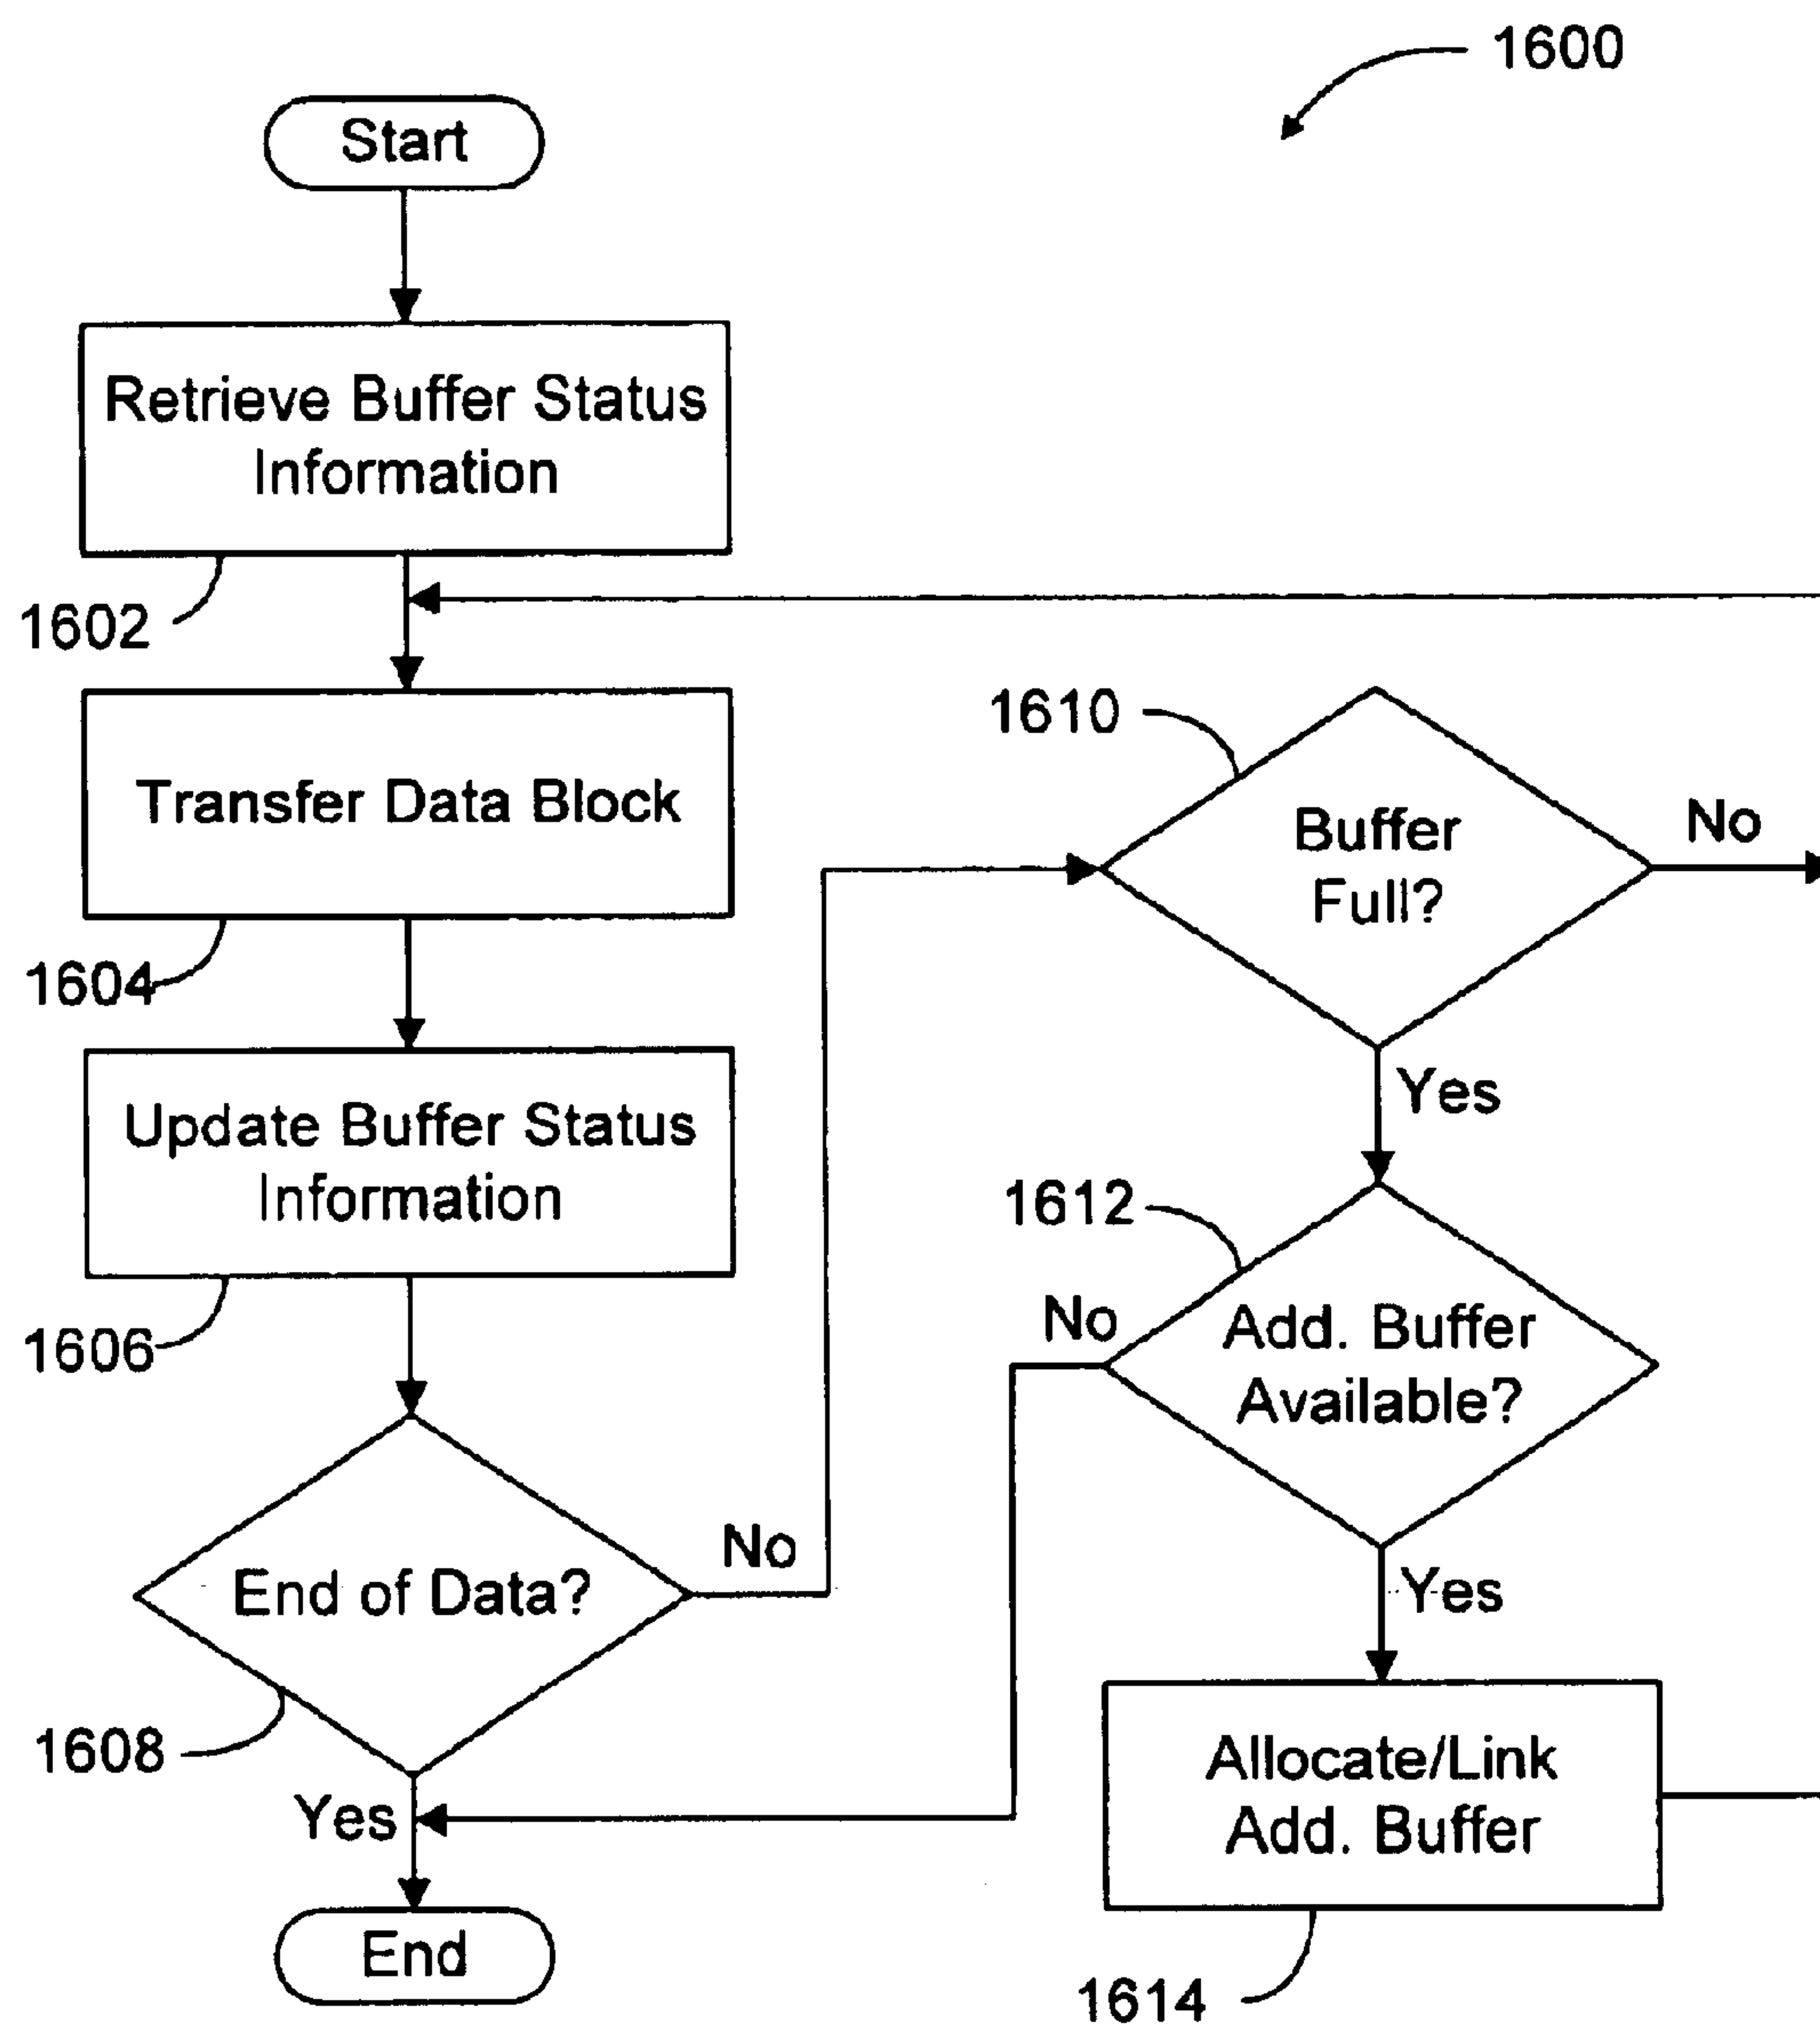 1600
Start
Retrieve Buffer Status
Information
1602
Transfer Data Block
1604
Update Buffer Status
Information
1606
End of Data?
No
1608
Yes
End
1610
Buffer
Full?
No
Yes
1612
No
Add. Buffer
Available?
Yes
Allocate/Link
Add. Buffer
1614